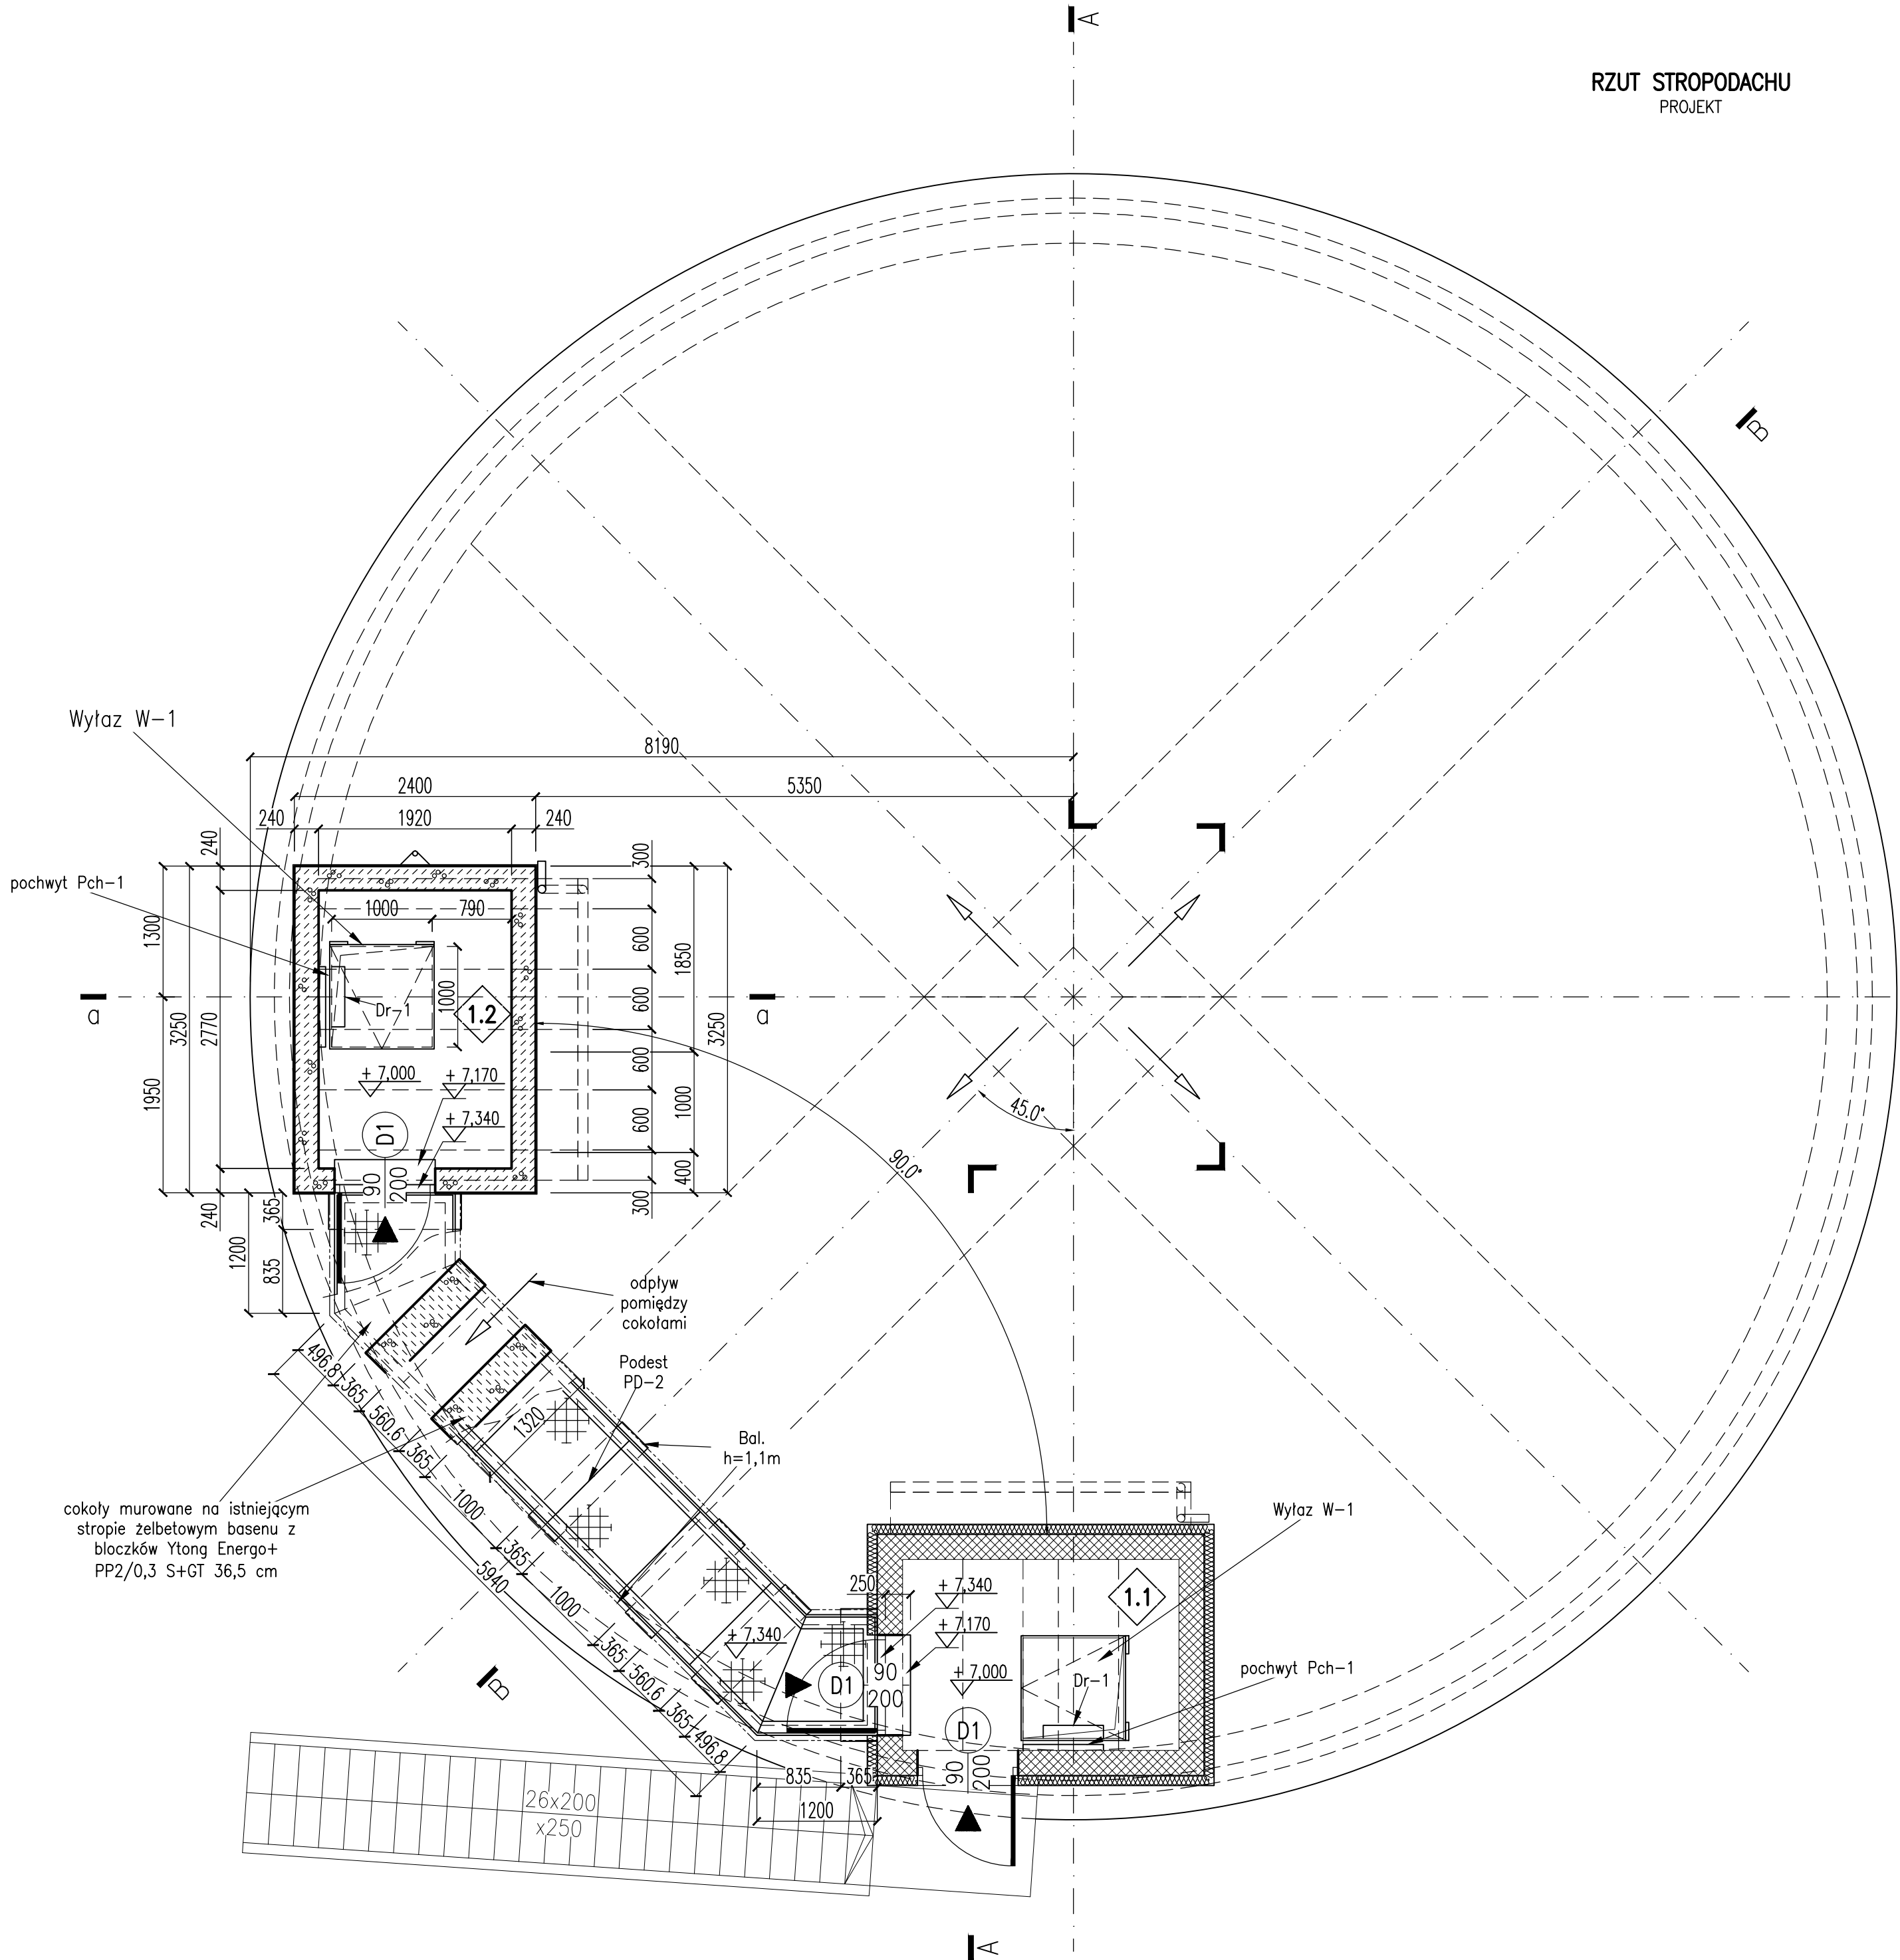 A
RZUT STROPODACHU
PROJEKT
B
Wyłaz W-1
8190
2400
5350
240
1920
240
240
300
pochwyt Pch-1
1000
790
1300
600
1850
3250
2770
1000
Dr-1
1.2
600
3250
a
a
+ 7,000
+ 7,170
600
1950
+ 7,340
600
1000
45.0°
D1
90
200
90.0°
400
300
240
365
1200
835
odpływ
pomiędzy
cokołami
Podest
PD-2
496.8
365
560.6
365
1320
Bal.
h=1,1m
1000
cokoły murowane na istniejącym
stropie żelbetowym basenu z
bloczków Ytong Energo+
PP2/0,3 S+GT 36,5 cm
365
5940
1000
365
560.6
365
496.8
Wyłaz W-1
250
+ 7,340
1.1
+ 7,170
+ 7,340
+ 7,000
D1
90
200
Dr-1
pochwyt Pch-1
B
D1
90
200
835
365
1200
26x200
x250
A